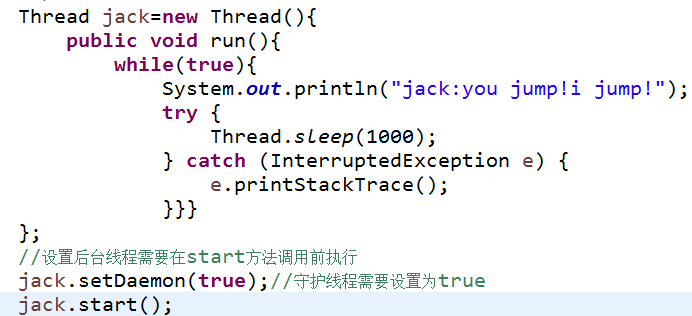 Thread jack=new Thread(){
    public void run(){
        while(true){
            System.out.println("jack:you jump!i jump!");
            try {
                Thread.sleep(1000);
            } catch (InterruptedException e) {
                e.printStackTrace();
            }}}
};
//设置后台线程需要在start方法调用前执行
jack.setDaemon(true);//守护线程需要设置为true
jack.start();